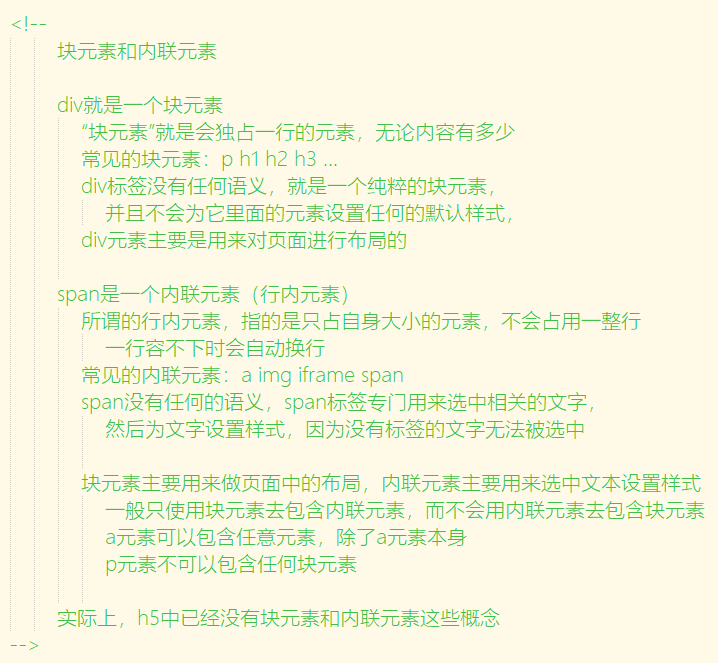 <!--
块元素和内联元素
div就是一个块元素
“块元素”就是会独占一行的元素，无论内容有多少
常见的块元素：p h1 h2 h3 ...
div标签没有任何语义，就是一个纯粹的块元素，
并且不会为它里面的元素设置任何的默认样式，
div元素主要是用来对页面进行布局的
span是一个内联元素（行内元素）
所谓的行内元素，指的是只占自身大小的元素，不会占用一整行
一行容不下时会自动换行
常见的内联元素：a img iframe span
span没有任何的语义，span标签专门用来选中相关的文字，
然后为文字设置样式，因为没有标签的文字无法被选中
块元素主要用来做页面中的布局，内联元素主要用来选中文本设置样式
一般只使用块元素去包含内联元素，而不会用内联元素去包含块元素
a元素可以包含任意元素，除了a元素本身
p元素不可以包含任何块元素
实际上，h5中已经没有块元素和内联元素这些概念
-->